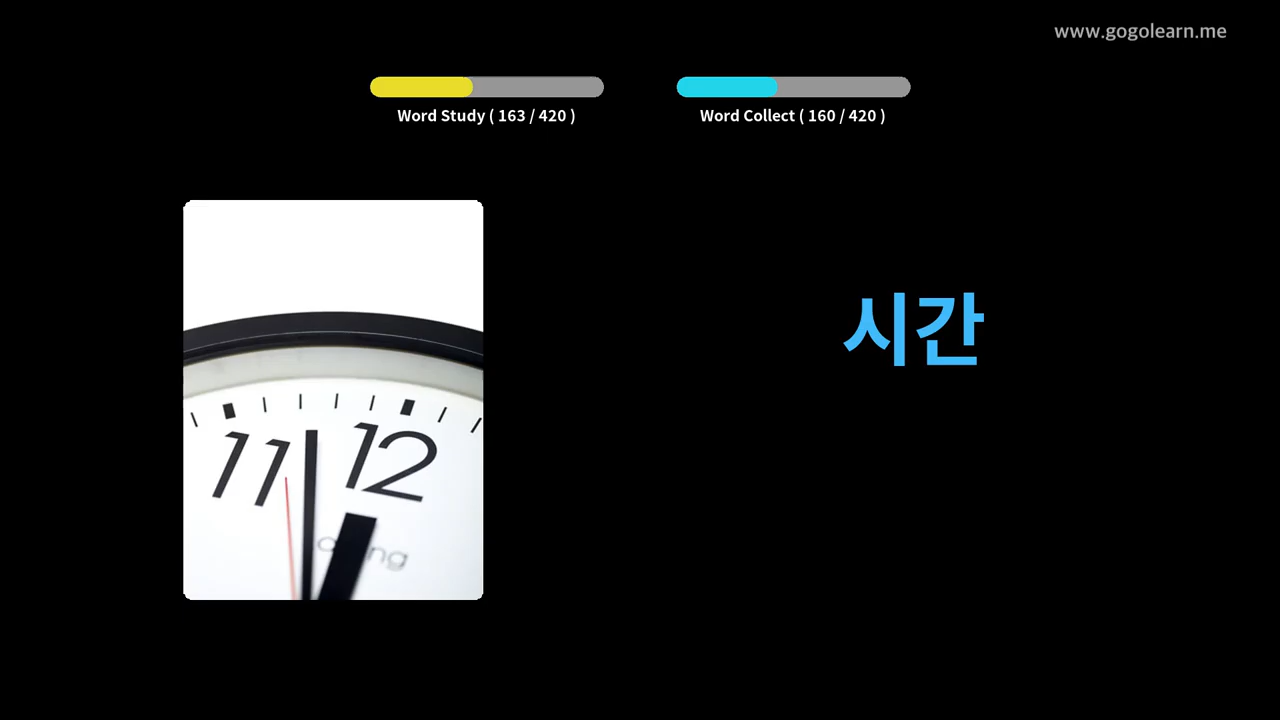 www.gogolearn.me
Word Study ( 163 / 420 )
Word Collect ( 160 / 420 )
시간
11
12